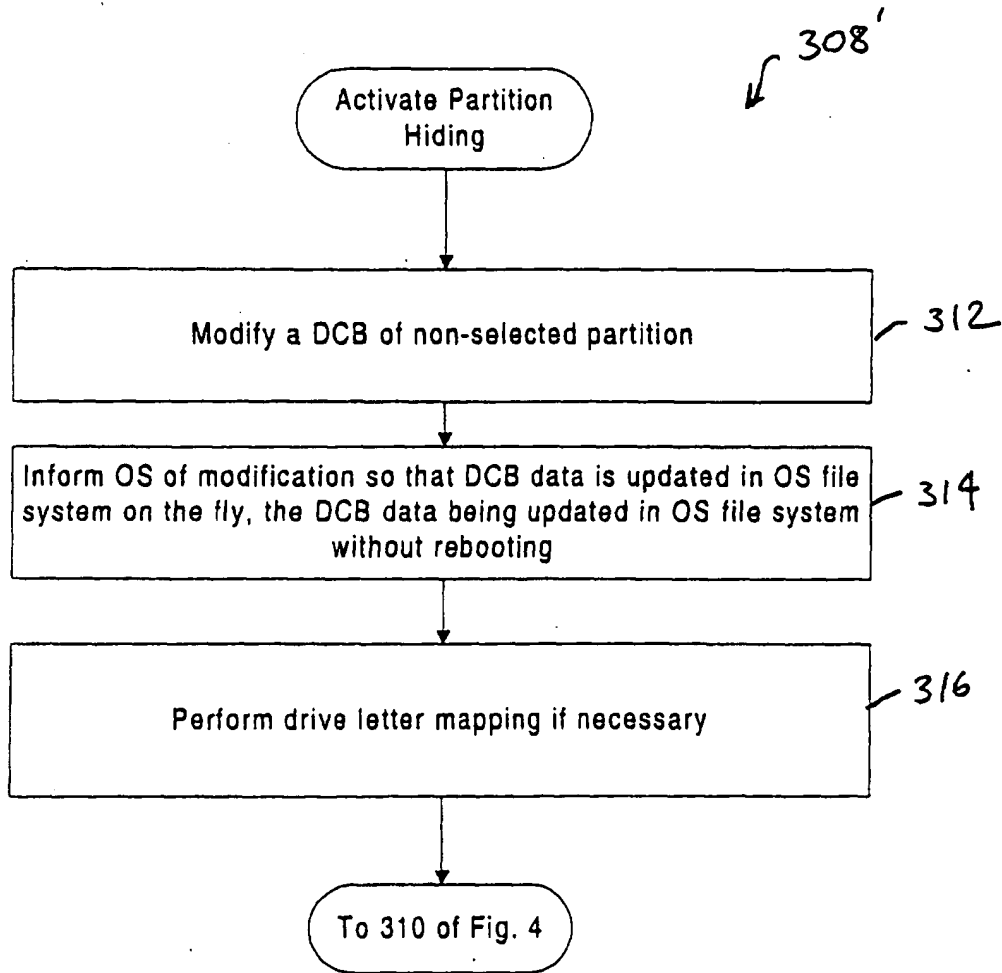 308'
Activate Partition
Hiding
Modify a DCB of non-selected partition
312
Inform OS of modification so that DCB data is updated in OS file
system on the fly, the DCB data being updated in OS file system
without rebooting
314
Perform drive letter mapping if necessary
316
To 310 of Fig. 4